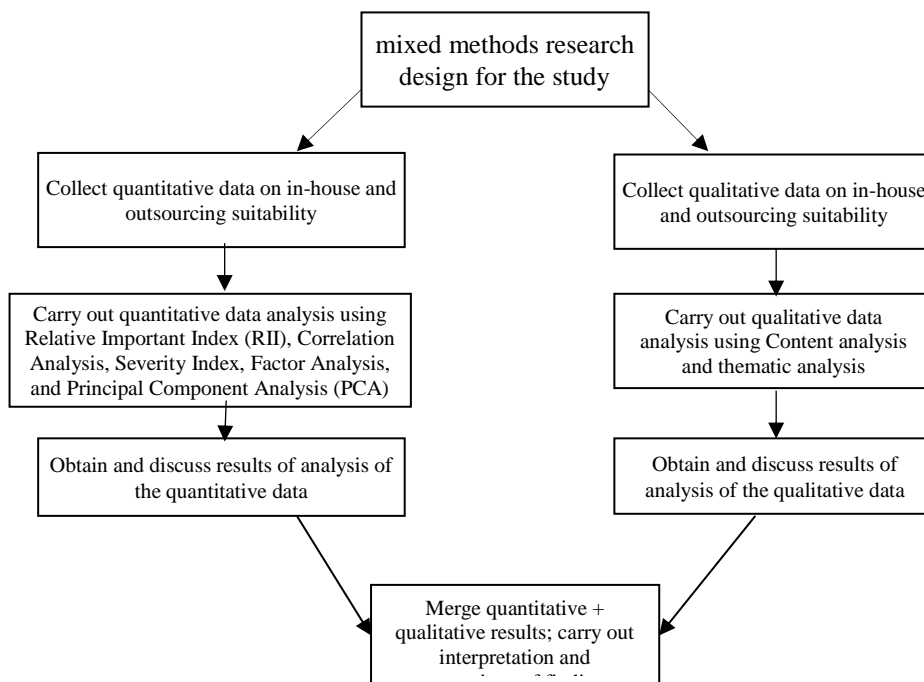 mixed methods research
design for the study
Collect quantitative data on in-house and
outsourcing suitability
Collect qualitative data on in-house
and outsourcing suitability
Carry out quantitative data analysis using
Relative Important Index (RII), Correlation
Analysis, Severity Index, Factor Analysis,
and Principal Component Analysis (PCA)
Carry out qualitative data
analysis using Content analysis
and thematic analysis
Obtain and discuss results of analysis of
the quantitative data
Obtain and discuss results of
analysis of the qualitative data
Merge quantitative +
qualitative results; carry out
interpretation and